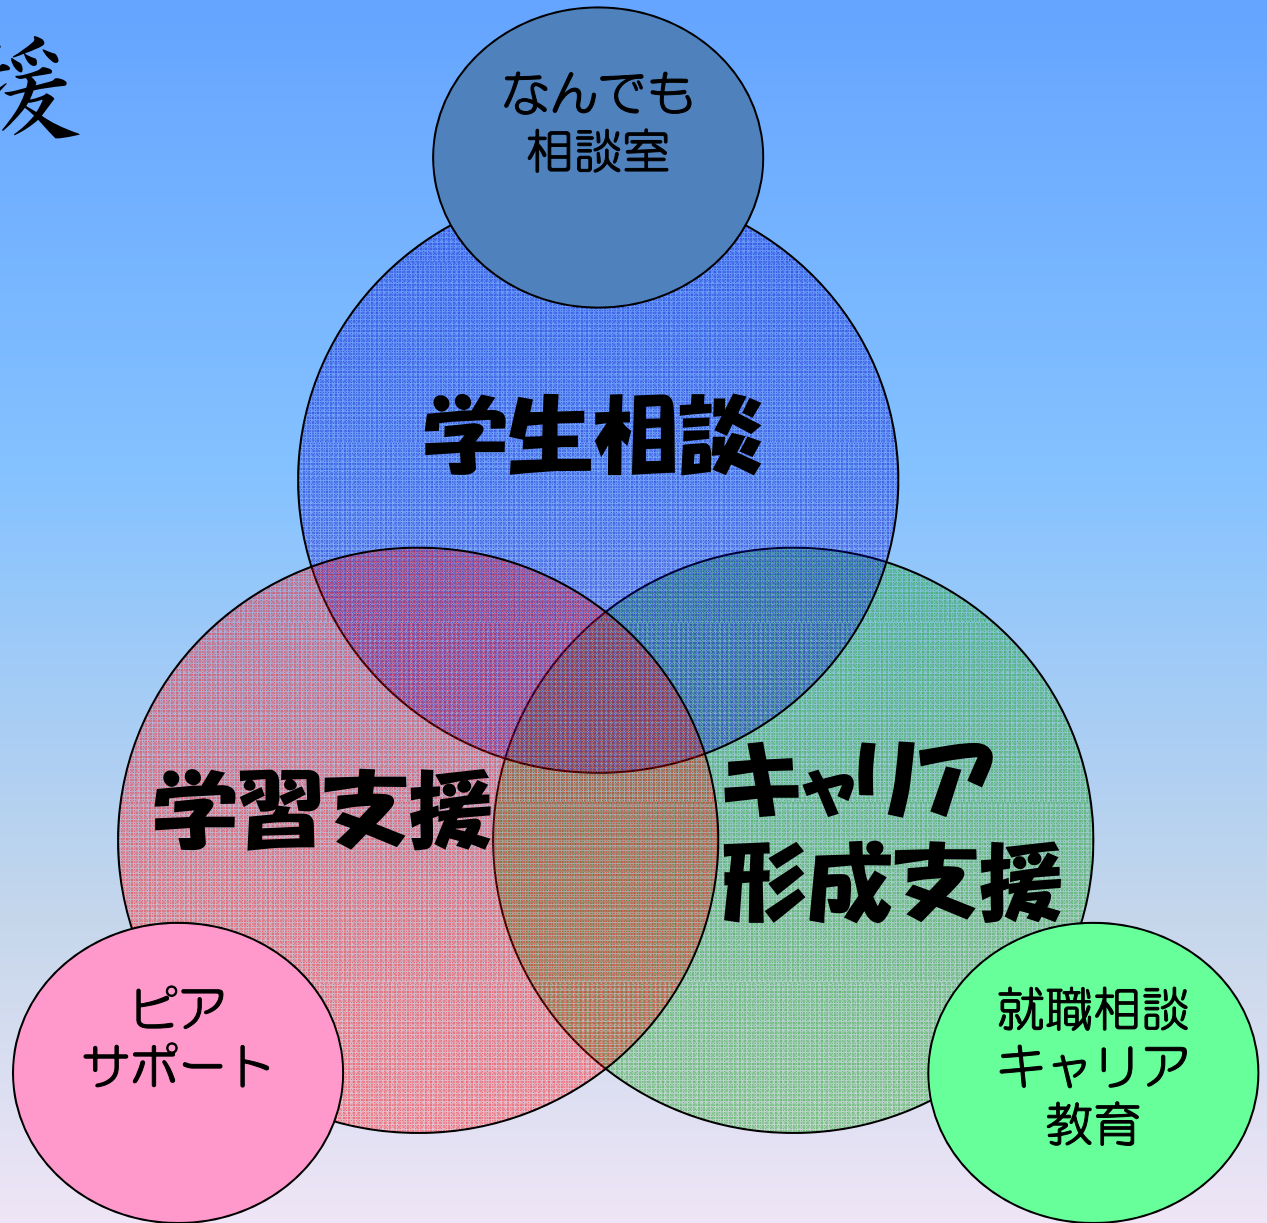 援
なんでも
相談室
学生相談
学習支援
キャリア
形成支援
ピア
サポート
就職相談
キャリア
教育